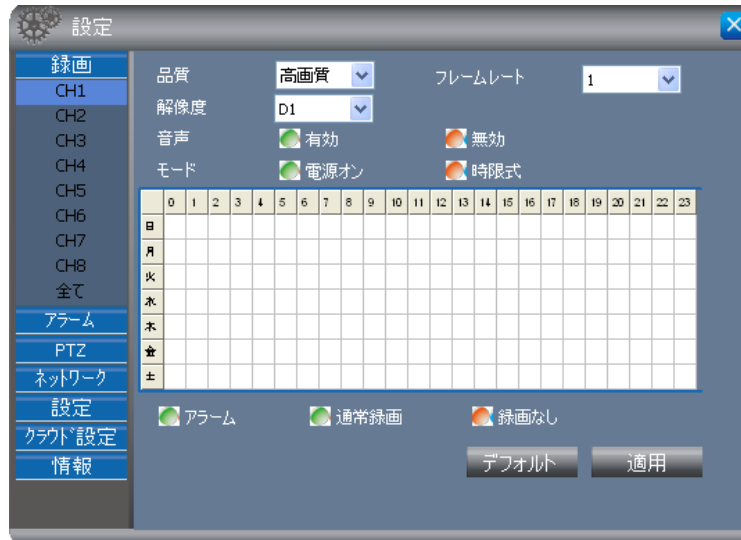 設定
録画
CH1
CH2
CH3
CH4
CH5
CH6
CH7
CH8
全て
アラーム
PTZ
ネットワーク
設定
クラウド設定
情報
品質 高画質 フレームレート 1
解像度 D1
音声 有効 無効
モード 電源オン 時限式
0 1 2 3 4 5 6 7 8 9 10 11 12 13 14 15 16 17 18 19 20 21 22 23
日
月
火
水
木
金
土
アラーム 通常録画 録画なし
デフォルト 適用